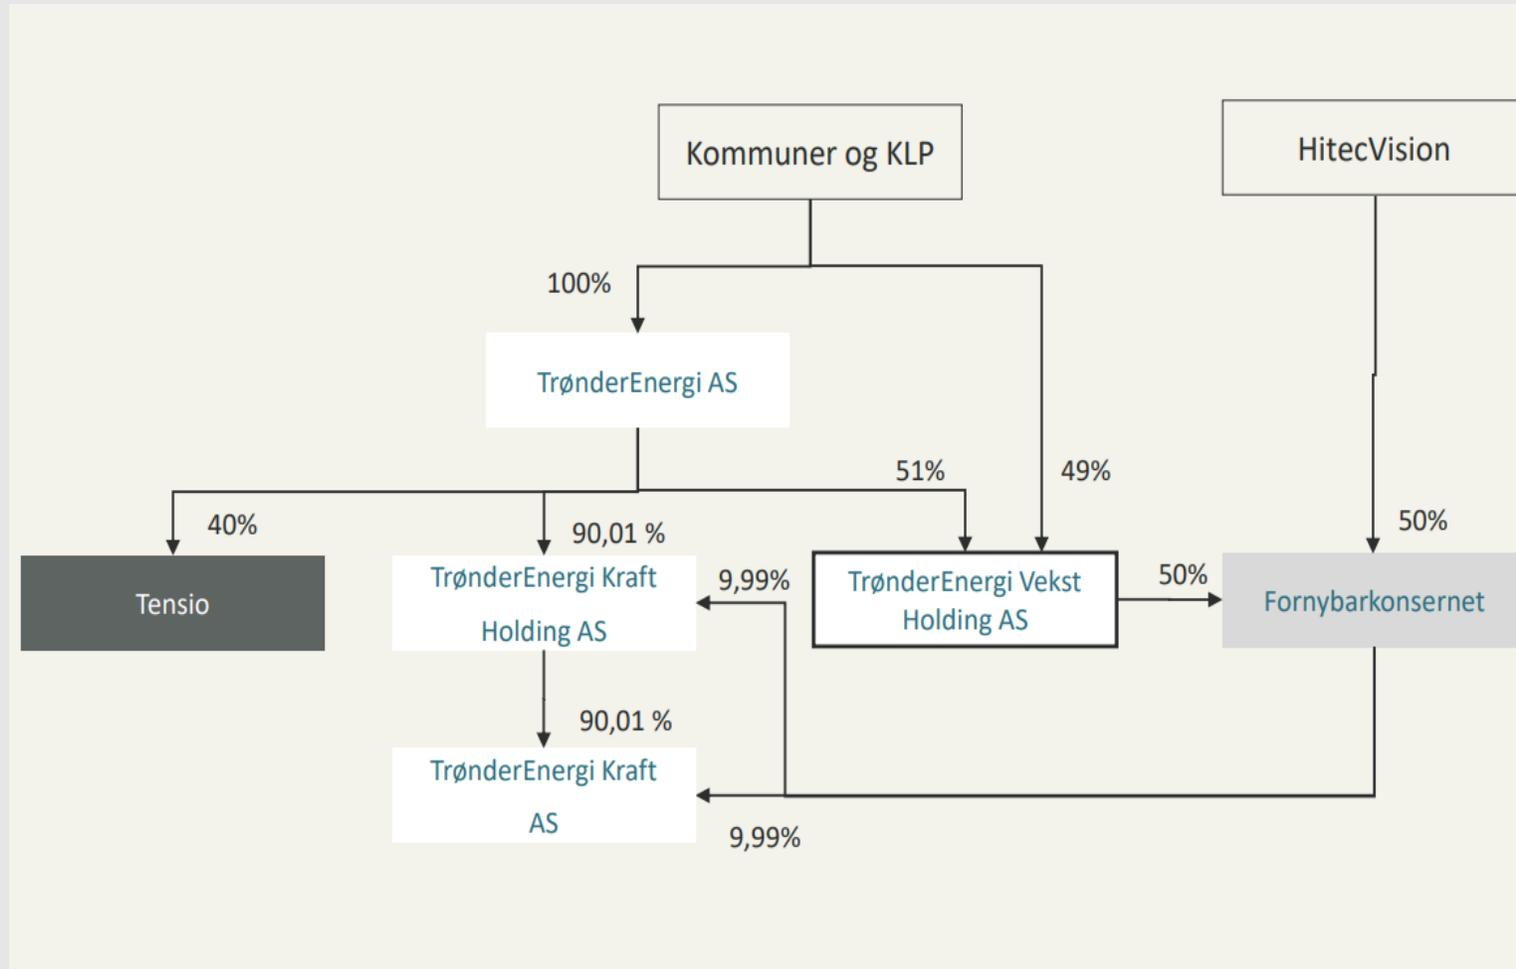 Kommuner og KLP
HitecVision
100%
TrønderEnergi AS
51%
49%
40%
90,01 %
50%
Tensio
TrønderEnergi Kraft
Holding AS
9,99%
TrønderEnergi Vekst
Holding AS
50%
Fornybarkonsernet
90,01 %
TrønderEnergi Kraft
AS
9,99%